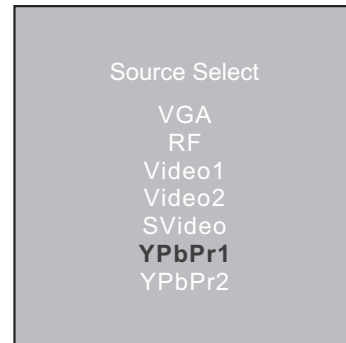 Source Select
VGA
RF
Video1
Video2
SVideo
YPbPr1
YPbPr2